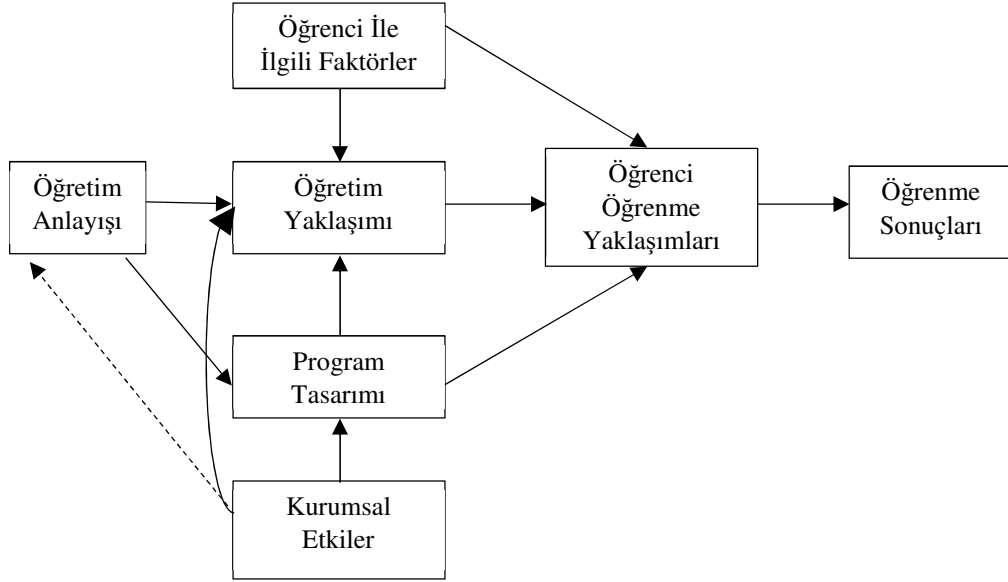 Öğrenci İle
İlgili Faktörler
Öğretim
Anlayışı
Öğretim
Yaklaşımı
Öğrenci
Öğrenme
Yaklaşımları
Öğrenme
Sonuçları
Program
Tasarımı
Kurumsal
Etkiler